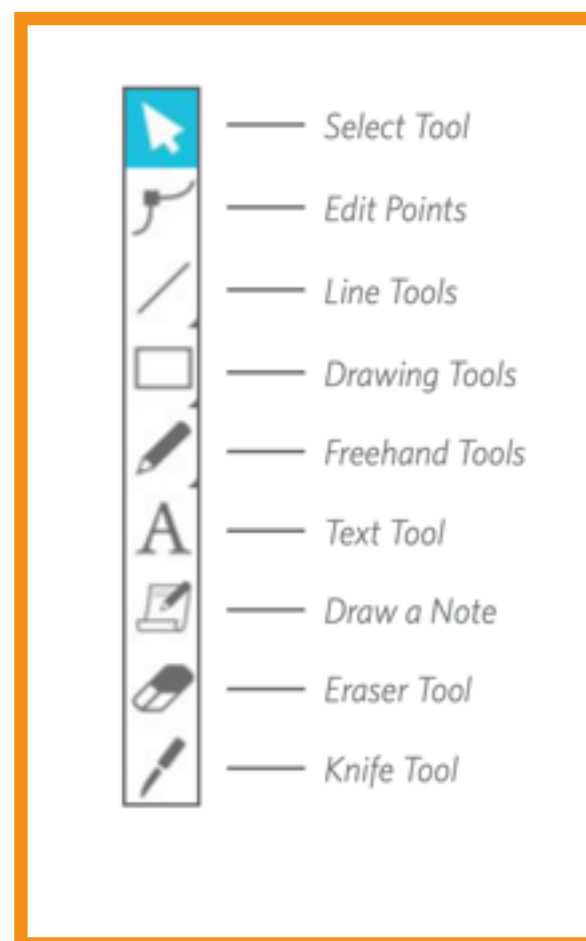 Select Tool
Edit Points
Line Tools
Drawing Tools
Freehand Tools
Text Tool
Draw a Note
Eraser Tool
Knife Tool